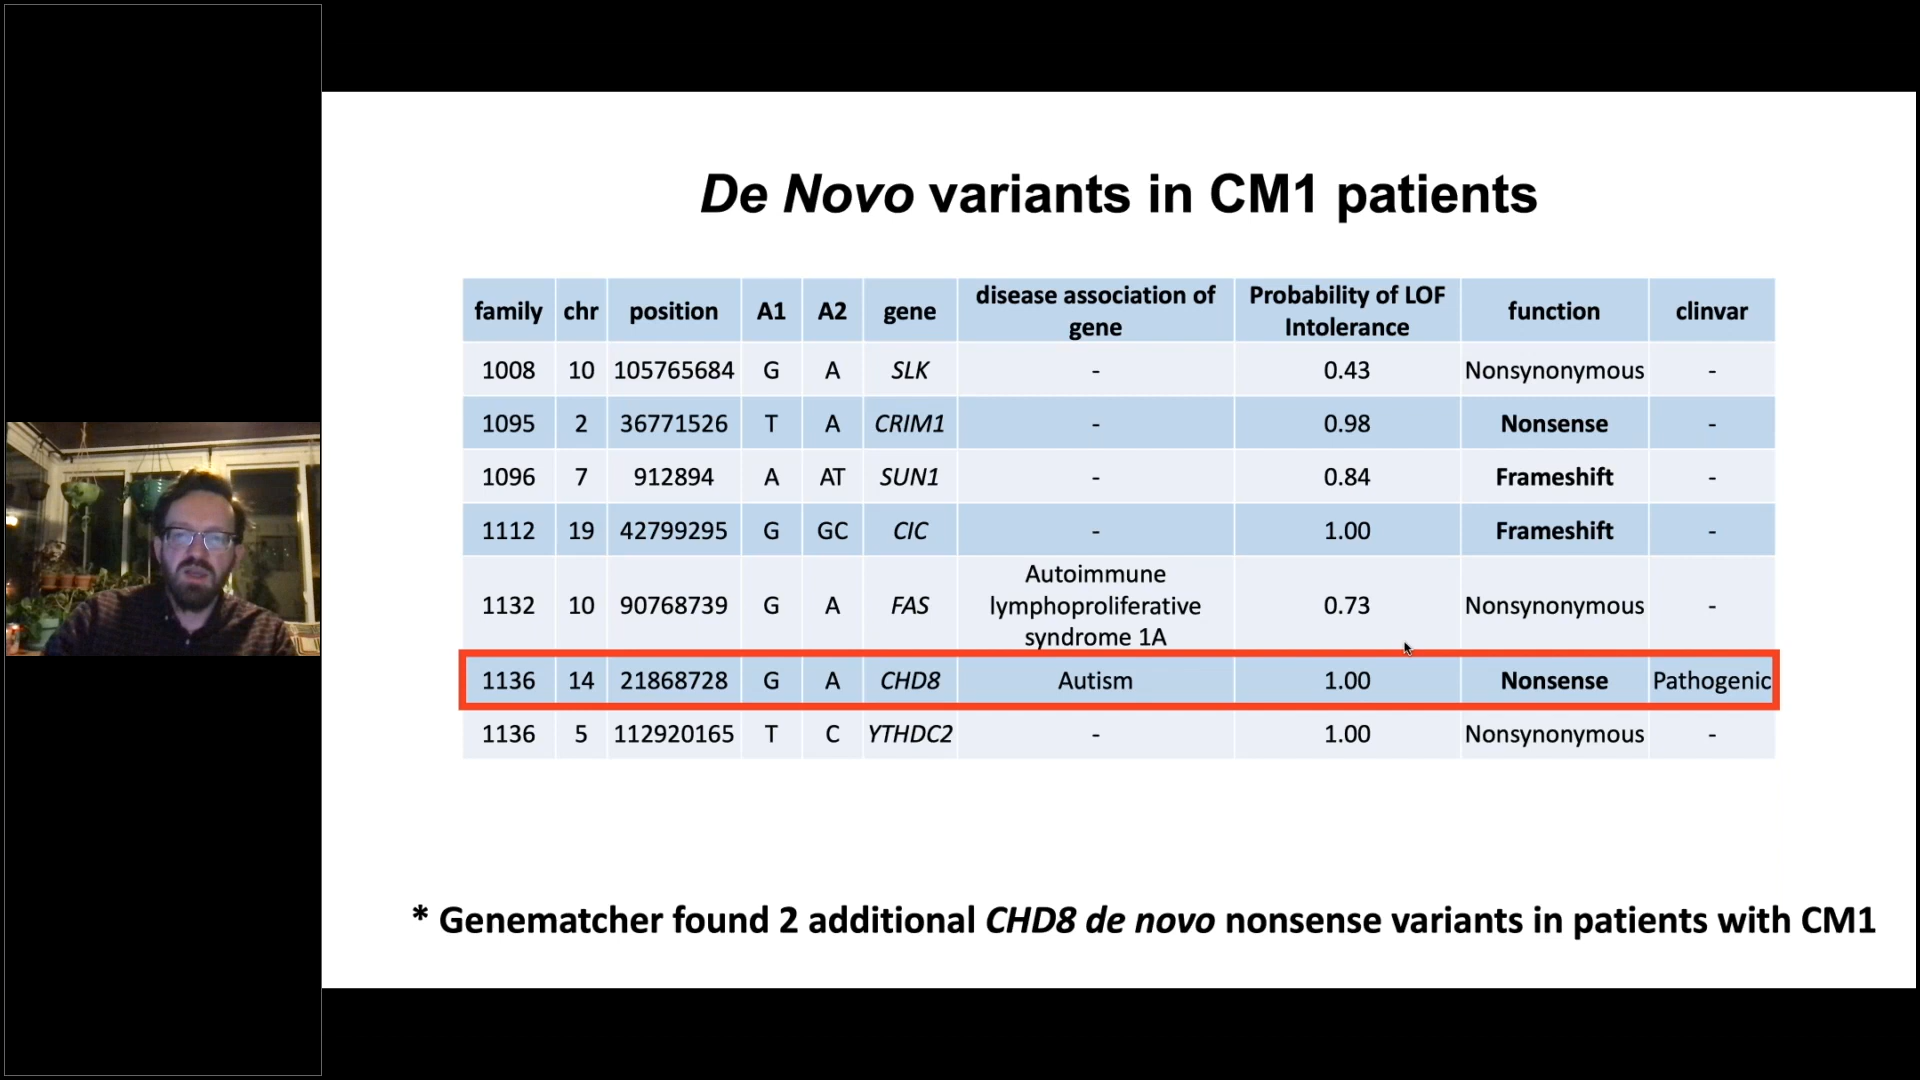 De Novo variants in CM1 patients
family chr position A1 A2 gene disease association of gene Probability of LOF Intolerance function clinvar
1008 10 105765684 G A SLK - 0.43 Nonsynonymous -
1095 2 36771526 T A CRIM1 - 0.98 Nonsense -
1096 7 912894 A AT SUN1 - 0.84 Frameshift -
1112 19 42799295 G GC CIC - 1.00 Frameshift -
1132 10 90768739 G A FAS Autoimmune lymphoproliferative syndrome 1A 0.73 Nonsynonymous -
1136 14 21868728 G A CHD8 Autism 1.00 Nonsense Pathogenic
1136 5 112920165 T C YTHDC2 - 1.00 Nonsynonymous -
* Genematcher found 2 additional CHD8 de novo nonsense variants in patients with CM1